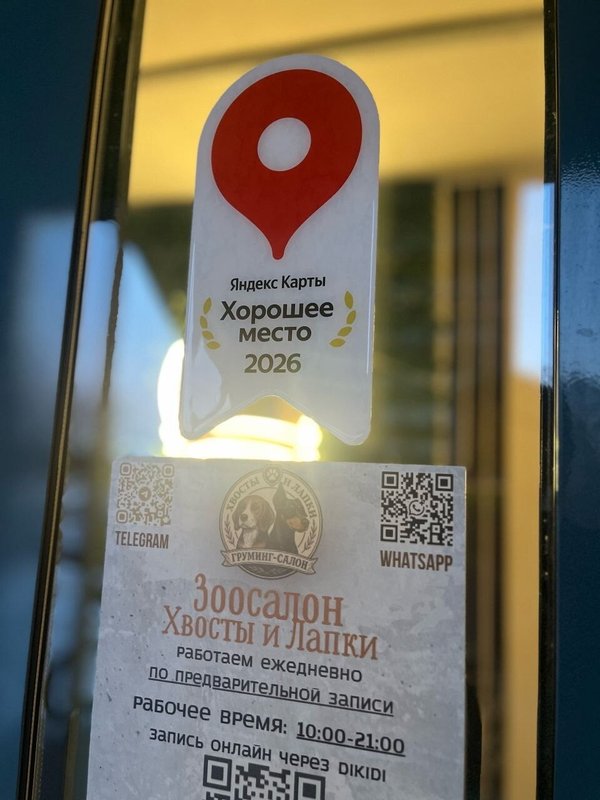 Яндекс Карты
Хорошее
место
2026
TELEGRAM
WHATSAPP
ХВОСТЫ И ЛАПКИ
ГРУМИНГ-САЛОН
Зоосалон
Хвосты и Лапки
работаем ежедневно
по предварительной записи
Рабочее время: 10:00-21:00
запись онлайн через DIKIDI